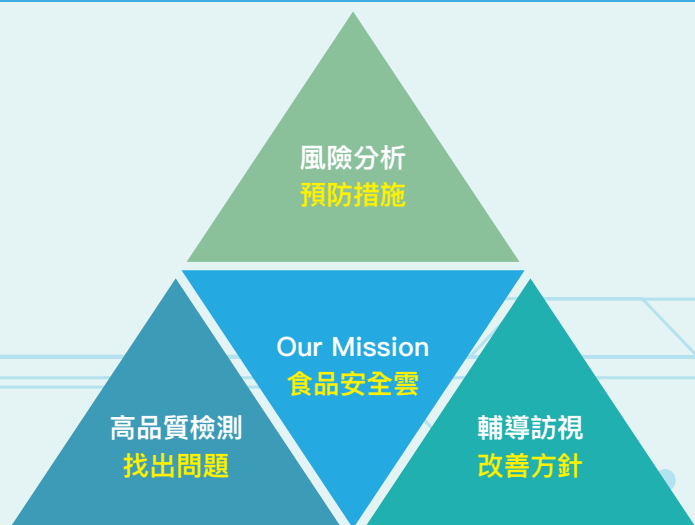 風險分析
預防措施
Our Mission
食品安全雲
高品質檢測
找出問題
輔導訪視
改善方針